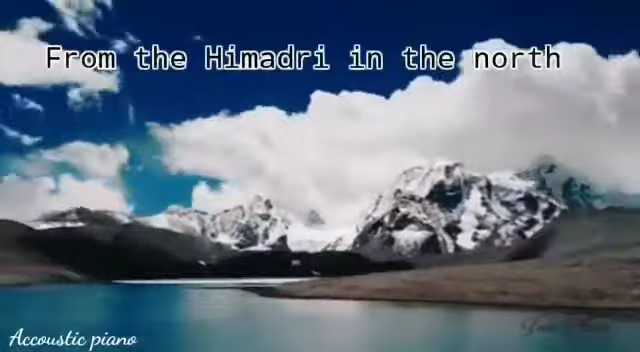 From the Himadri in the north
Accoustic piano